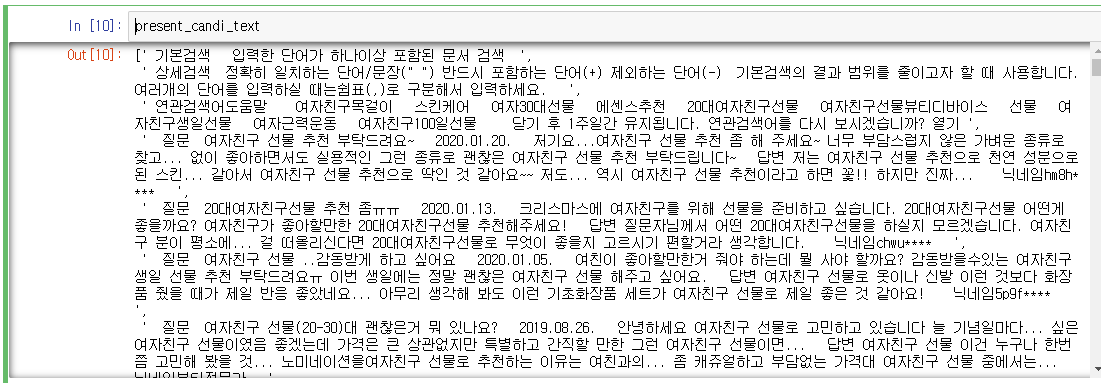 In [10]: present_candi_text
Out[10]: [' 기본검색   입력한 단어가 하나이상 포함된 문서 검색  ',
' 상세검색  정확히 일치하는 단어/문장(" ") 반드시 포함하는 단어(+) 제외하는 단어(-)  기본검색의 결과 범위를 줄이고자 할 때 사용합니다.
여러개의 단어를 입력하실 때는쉼표(,)로 구분해서 입력하세요.   ',
' 연관검색어도움말   여자친구목걸이   스킨케어   여자30대선물   에센스추천   20대여자친구선물   여자친구선물뷰티디바이스   선물   여
자친구생일선물   여자근력운동   여자친구100일선물     닫기 후 1주일간 유지됩니다. 연관검색어를 다시 보시겠습니까? 열기 ',
'  질문  여자친구 선물 추천 부탁드려요~   2020.01.20.   저기요...여자친구 선물 추천 좀 해 주세요~ 너무 부담스럽지 않은 가벼운 종류로
찾고... 없이 좋아하면서도 실용적인 그런 종류로 괜찮은 여자친구 선물 추천 부탁드립니다~   답변 저는 여자친구 선물 추천으로 천연 성분으로
된 스킨... 같아서 여자친구 선물 추천으로 딱인 것 같아요~~ 저도... 역시 여자친구 선물 추천이라고 하면 꽃!! 하지만 진짜...    닉네임hm8h*
***   ',
'  질문  20대여자친구선물 추천 좀ㅠㅠ   2020.01.13.   크리스마스에 여자친구를 위해 선물을 준비하고 싶습니다. 20대여자친구선물 어떤게
좋을까요? 여자친구가 좋아할만한 20대여자친구선물 추천해주세요!   답변 질문자님께서 어떤 20대여자친구선물을 하실지 모르겠습니다. 여자친
구 분이 평소에... 걸 떠올리신다면 20대여자친구선물로 무엇이 좋을지 고르시기 편할거라 생각합니다.    닉네임chwu****   ',
'  질문  여자친구 선물 ..감동받게 하고 싶어요   2020.01.05.   여친이 좋아할만한거 줘야 하는데 뭘 사야 할까요? 감동받을수있는 여자친구
생일 선물 추천 부탁드려요ㅠ 이번 생일에는 정말 괜찮은 여자친구 선물 해주고 싶어요.   답변 여자친구 선물로 옷이나 신발 이런 것보다 화장
품 줬을 때가 제일 반응 좋았네요... 아무리 생각해 봐도 이런 기초화장품 세트가 여자친구 선물로 제일 좋은 것 같아요!    닉네임5p9f****
',
'  질문  여자친구 선물(20-30)대 괜찮은거 뭐 있나요?   2019.08.26.   안녕하세요 여자친구 선물로 고민하고 있습니다 늘 기념일마다... 싶은
여자친구 선물이였음 좋겠는데 가격은 큰 상관없지만 특별하고 간직할 만한 그런 여자친구 선물이면...   답변 여자친구 선물 이건 누구나 한번
쯤 고민해 봤을 것... 노미네이션을여자친구 선물로 추천하는 이유는 여친과의... 좀 캐쥬얼하고 부담없는 가격대 여자친구 선물 중에서는...